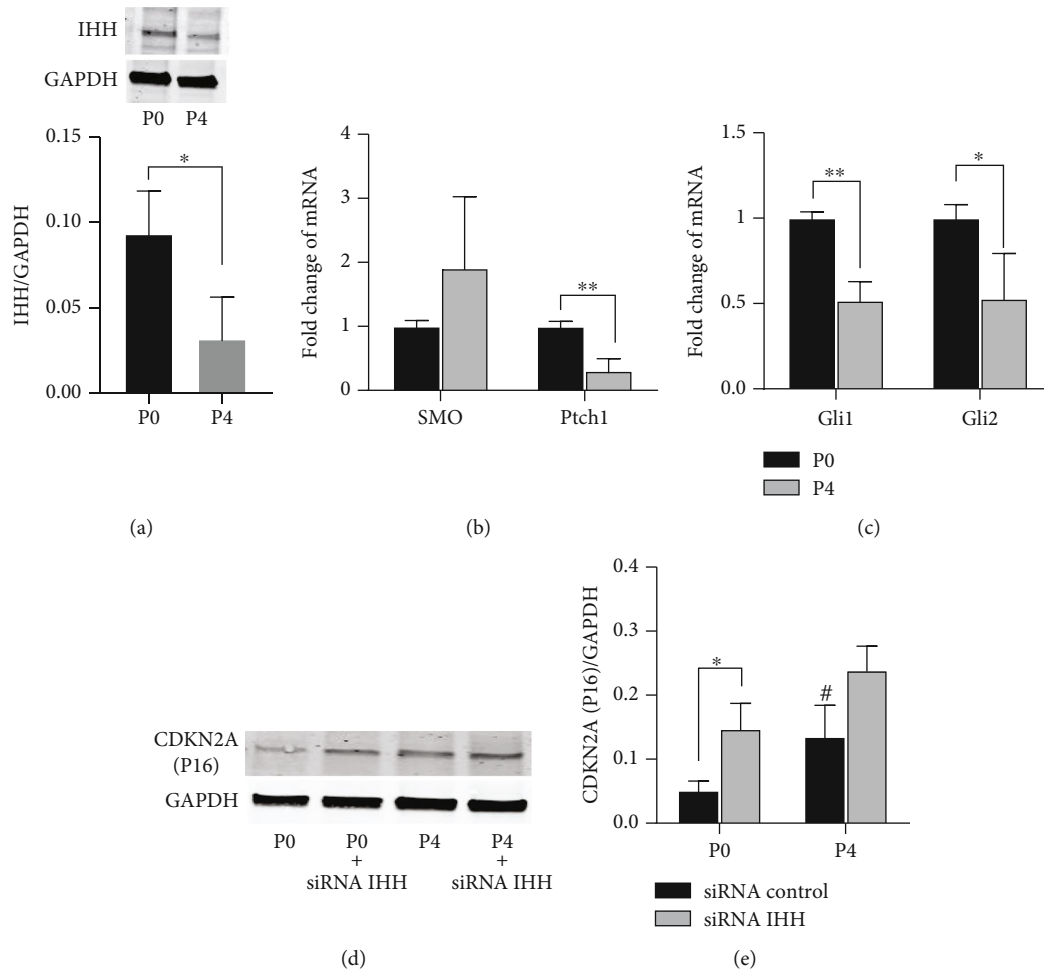 IHH
GAPDH
P0 P4
0.15
0.10
0.05
0.00
IHH/GAPDH
*
P0 P4
(a)
4
3
2
1
0
Fold change of mRNA
**
SMO Ptch1
(b)
1.5
1
0.5
0.0
Fold change of mRNA
** *
Gli1 Gli2
P0
P4
(c)
CDKN2A
(P16)
GAPDH
P0 P0 P4 P4
+ +
siRNA IHH siRNA IHH
(d)
0.4
0.3
0.2
0.1
0.0
CDKN2A (P16)/GAPDH
*
#
P0 P4
siRNA control
siRNA IHH
(e)